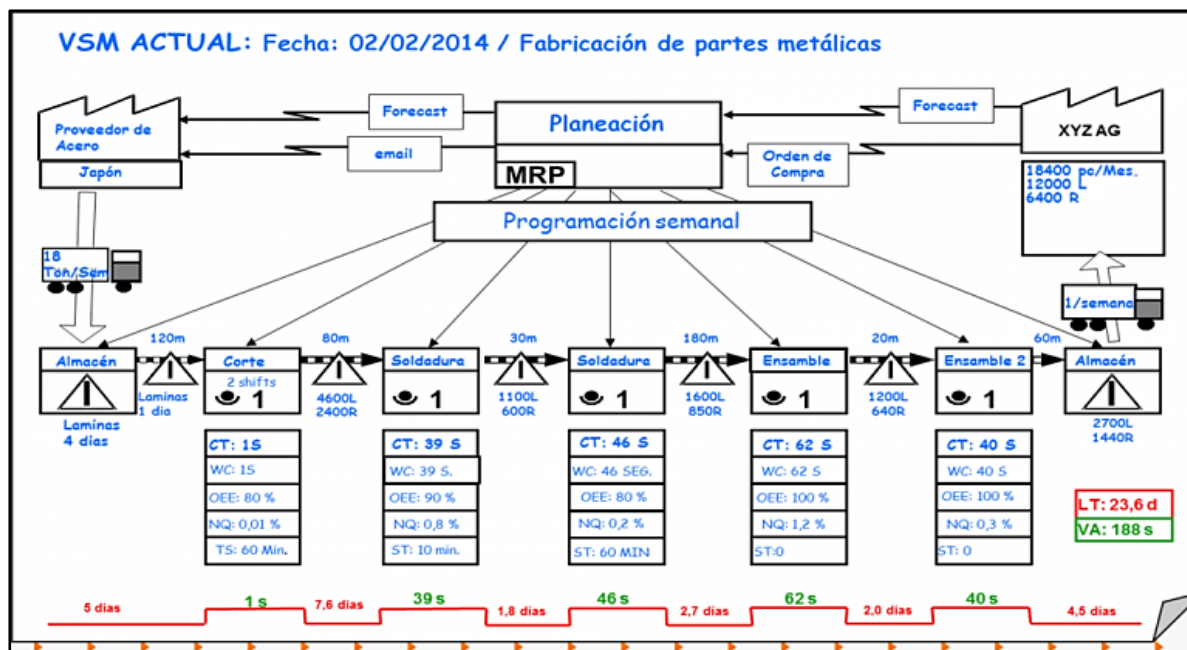 VSM ACTUAL: Fecha: 02/02/2014 / Fabricación de partes metálicas
Proveedor de
Acero
Japón
Forecast
email
Planeación
MRP
Forecast
Orden de
Compra
XYZ AG
18400 pc/Mes.
12000 L
6400 R
Programación semanal
18
Ton/Sem
1/semana
Almacén
Laminas
4 dias
120m
Laminas
1 dia
Corte
2 shifts
1
80m
4600L
2400R
Soldadura
1
30m
1100L
600R
Soldadura
1
180m
1600L
850R
Ensamble
1
20m
1200L
640R
Ensamble 2
1
60m
Almacén
2700L
1440R
CT: 1S
WC: 1S
OEE: 80 %
NQ: 0,01 %
TS: 60 Min.
CT: 39 S
WC: 39 S.
OEE: 90 %
NQ: 0,8 %
ST: 10 min.
CT: 46 S
WC: 46 SEG.
OEE: 80 %
NQ: 0,2 %
ST: 60 MIN
CT: 62 S
WC: 62 S
OEE: 100 %
NQ: 1,2 %
ST:0
CT: 40 S
WC: 40 S
OEE: 100 %
NQ: 0,3 %
ST: 0
LT: 23,6 d
VA: 188 s
5 dias
1 s
7,6 dias
39 s
1,8 dias
46 s
2,7 dias
62 s
2,0 dias
40 s
4,5 dias